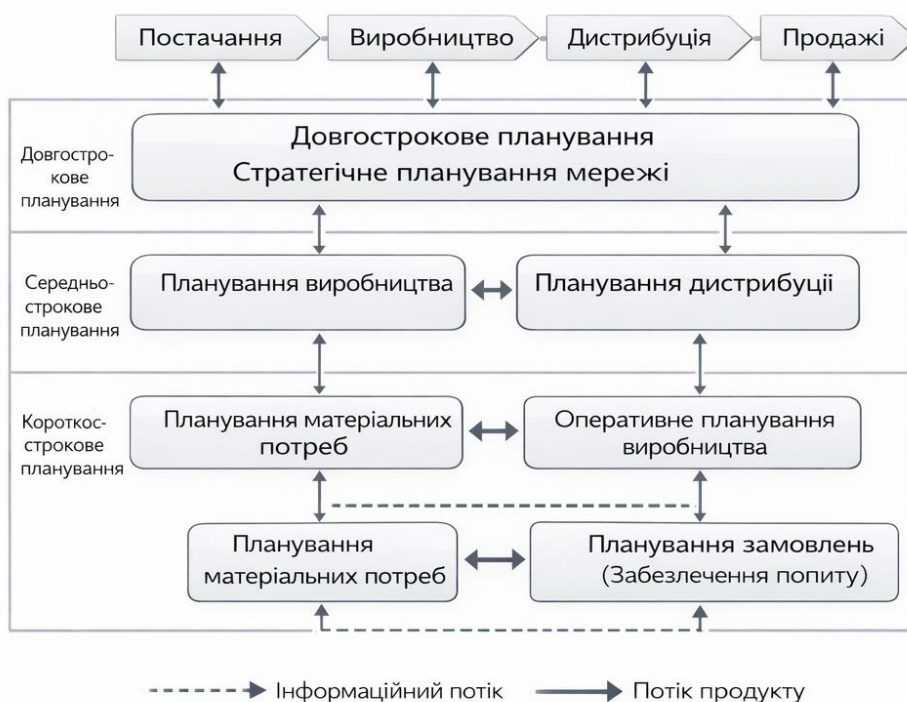 Постачання
Виробництво
Дистрибуція
Продажі
Довгостро-
кове
планування
Довгострокове планування
Стратегічне планування мережі
Середньо-
строкове
планування
Планування виробництва
Планування дистрибуції
Короткос-
строкове
планування
Планування матеріальних
потреб
Оперативне планування
виробництва
Планування
матеріальних потреб
Планування замовлень
(Забезлечення попиту)
Інформаційний потік
Потік продукту